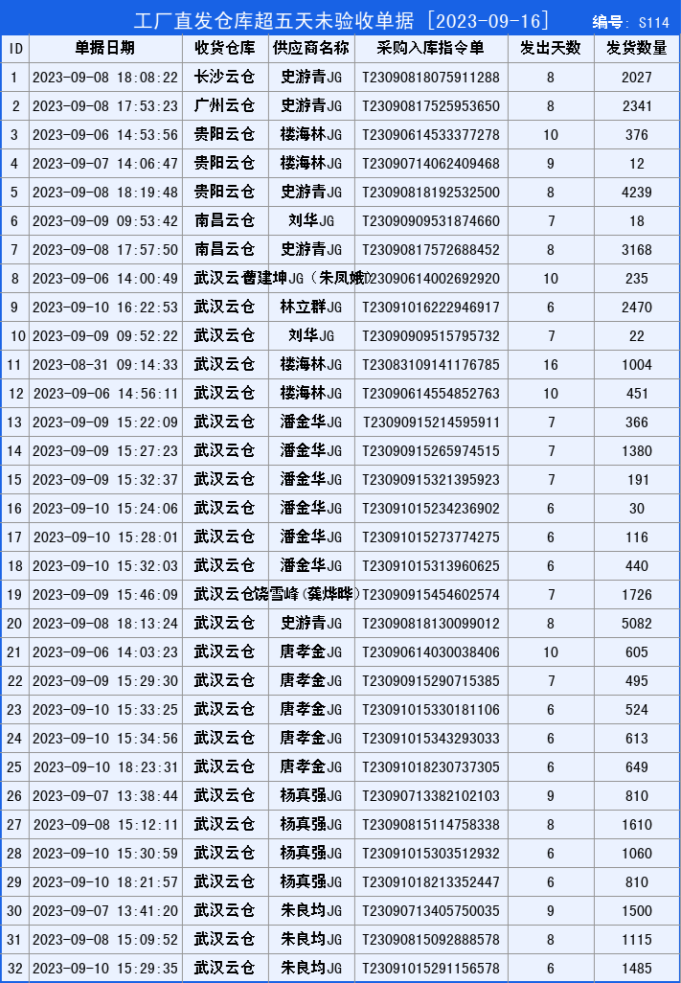 工厂直发仓库超五天未验收单据 [2023-09-16] 编号: S114
ID 单据日期 收货仓库 供应商名称 采购入库指令单 发出天数 发货数量
1 2023-09-08 18:08:22 长沙云仓 史游青JG T23090818075911288 8 2027
2 2023-09-08 17:53:23 广州云仓 史游青JG T23090817525953650 8 2341
3 2023-09-06 14:53:56 贵阳云仓 楼海林JG T23090614533377278 10 376
4 2023-09-07 14:06:47 贵阳云仓 楼海林JG T23090714062409468 9 12
5 2023-09-08 18:19:48 贵阳云仓 史游青JG T23090818192532500 8 4239
6 2023-09-09 09:53:42 南昌云仓 刘华JG T23090909531874660 7 18
7 2023-09-08 17:57:50 南昌云仓 史游青JG T23090817572688452 8 3168
8 2023-09-06 14:00:49 武汉云仓 曹建坤JG（朱凤娥） T23090614002692920 10 235
9 2023-09-10 16:22:53 武汉云仓 林立群JG T23091016222946917 6 2470
10 2023-09-09 09:52:22 武汉云仓 刘华JG T23090909515795732 7 22
11 2023-08-31 09:14:33 武汉云仓 楼海林JG T23083109141176785 16 1004
12 2023-09-06 14:56:11 武汉云仓 楼海林JG T23090614554852763 10 451
13 2023-09-09 15:22:09 武汉云仓 潘金华JG T23090915214595911 7 366
14 2023-09-09 15:27:23 武汉云仓 潘金华JG T23090915265974515 7 1380
15 2023-09-09 15:32:37 武汉云仓 潘金华JG T23090915321395923 7 191
16 2023-09-10 15:24:06 武汉云仓 潘金华JG T23091015234236902 6 30
17 2023-09-10 15:28:01 武汉云仓 潘金华JG T23091015273774275 6 116
18 2023-09-10 15:32:03 武汉云仓 潘金华JG T23091015313960625 6 440
19 2023-09-09 15:46:09 武汉云仓 饶雪峰(龚烨晔) T23090915454602574 7 1726
20 2023-09-08 18:13:24 武汉云仓 史游青JG T23090818130099012 8 5082
21 2023-09-06 14:03:23 武汉云仓 唐孝金JG T23090614030038406 10 605
22 2023-09-09 15:29:30 武汉云仓 唐孝金JG T23090915290715385 7 495
23 2023-09-10 15:33:25 武汉云仓 唐孝金JG T23091015330181106 6 524
24 2023-09-10 15:34:56 武汉云仓 唐孝金JG T23091015343293033 6 613
25 2023-09-10 18:23:31 武汉云仓 唐孝金JG T23091018230737305 6 649
26 2023-09-07 13:38:44 武汉云仓 杨真强JG T23090713382102103 9 810
27 2023-09-08 15:12:11 武汉云仓 杨真强JG T23090815114758338 8 1610
28 2023-09-10 15:30:59 武汉云仓 杨真强JG T23091015303512932 6 1060
29 2023-09-10 18:21:57 武汉云仓 杨真强JG T23091018213352447 6 810
30 2023-09-07 13:41:20 武汉云仓 朱良均JG T23090713405750035 9 1500
31 2023-09-08 15:09:52 武汉云仓 朱良均JG T23090815092888578 8 1115
32 2023-09-10 15:29:35 武汉云仓 朱良均JG T23091015291156578 6 1485